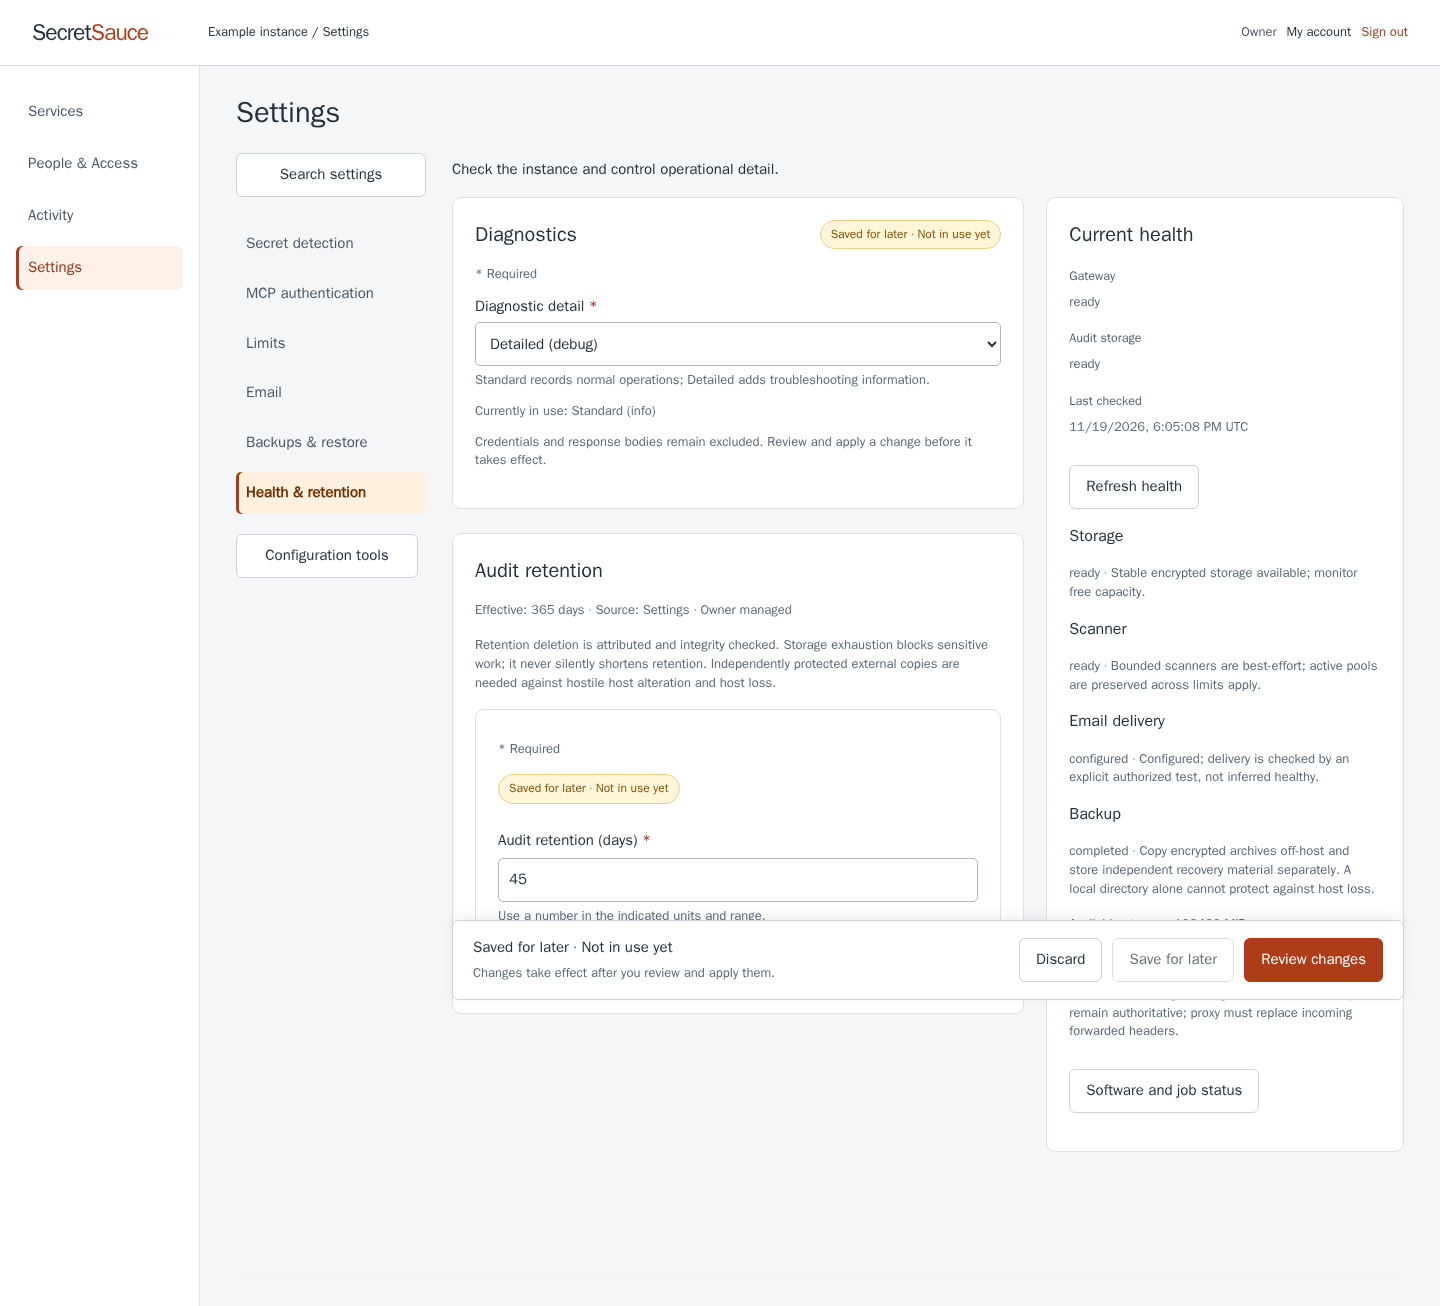 SecretSauce
Example instance / Settings
Owner My account Sign out
Services
People & Access
Activity
Settings
Settings
Search settings
Secret detection
MCP authentication
Limits
Email
Backups & restore
Health & retention
Configuration tools
Check the instance and control operational detail.
Diagnostics
Saved for later · Not in use yet
* Required
Diagnostic detail *
Detailed (debug)
Standard records normal operations; Detailed adds troubleshooting information.
Currently in use: Standard (info)
Credentials and response bodies remain excluded. Review and apply a change before it
takes effect.
Audit retention
Effective: 365 days · Source: Settings · Owner managed
Retention deletion is attributed and integrity checked. Storage exhaustion blocks sensitive
work; it never silently shortens retention. Independently protected external copies are
needed against hostile host alteration and host loss.
* Required
Saved for later · Not in use yet
Audit retention (days) *
45
Use a number in the indicated units and range.
Current health
Gateway
ready
Audit storage
ready
Last checked
11/19/2026, 6:05:08 PM UTC
Refresh health
Storage
ready · Stable encrypted storage available; monitor
free capacity.
Scanner
ready · Bounded scanners are best-effort; active pools
are preserved across limits apply.
Email delivery
configured · Configured; delivery is checked by an
explicit authorized test, not inferred healthy.
Backup
completed · Copy encrypted archives off-host and
store independent recovery material separately. A
local directory alone cannot protect against host loss.
Saved for later · Not in use yet
Changes take effect after you review and apply them.
Discard
Save for later
Review changes
remain authoritative; proxy must replace incoming
forwarded headers.
Software and job status